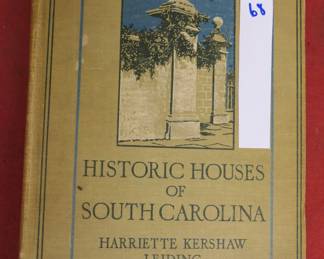 68
HISTORIC HOUSES
OF
SOUTH CAROLINA
HARRIETTE KERSHAW
LEIDING